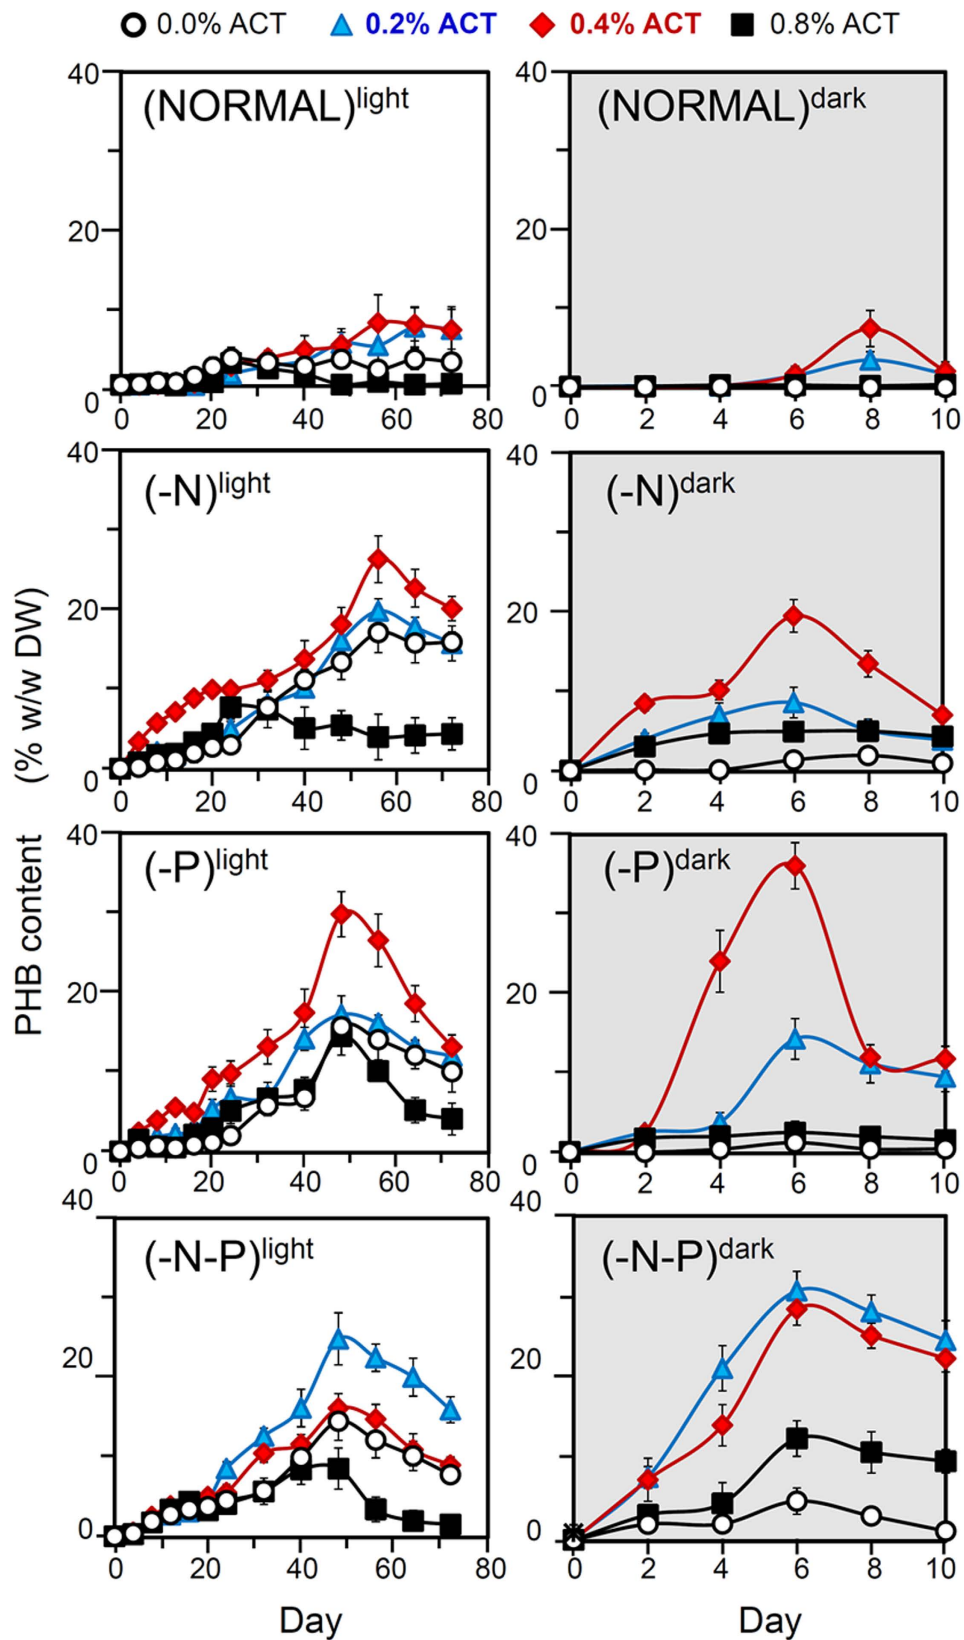 0.0% ACT 0.2% ACT 0.4% ACT 0.8% ACT
PHB content (% w/w DW)
(NORMAL)light
40
20
0
0 20 40 60 80
(NORMAL)dark
40
20
0
0 2 4 6 8 10
(-N)light
40
20
0
0 20 40 60 80
(-N)dark
40
20
0
0 2 4 6 8 10
(-P)light
40
20
0
0 20 40 60 80
(-P)dark
40
20
0
0 2 4 6 8 10
(-N-P)light
40
20
0
0 20 40 60 80
(-N-P)dark
40
20
0
0 2 4 6 8 10
Day Day